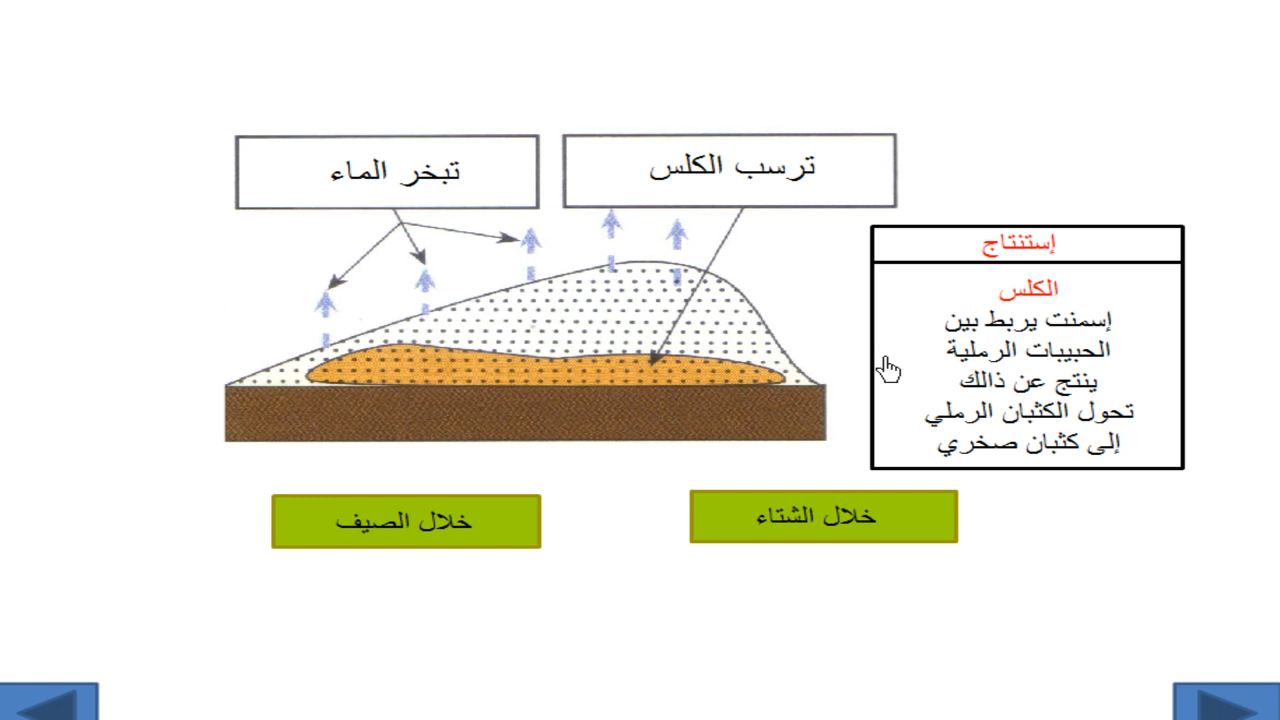 ترسب الكلس
تبخر الماء
إستنتاج
الكلس
إسمنت يربط بين
الحبيبات الرملية
ينتج عن ذالك
تحول الكثبان الرملي
إلى كثبان صخري
خلال الشتاء
خلال الصيف